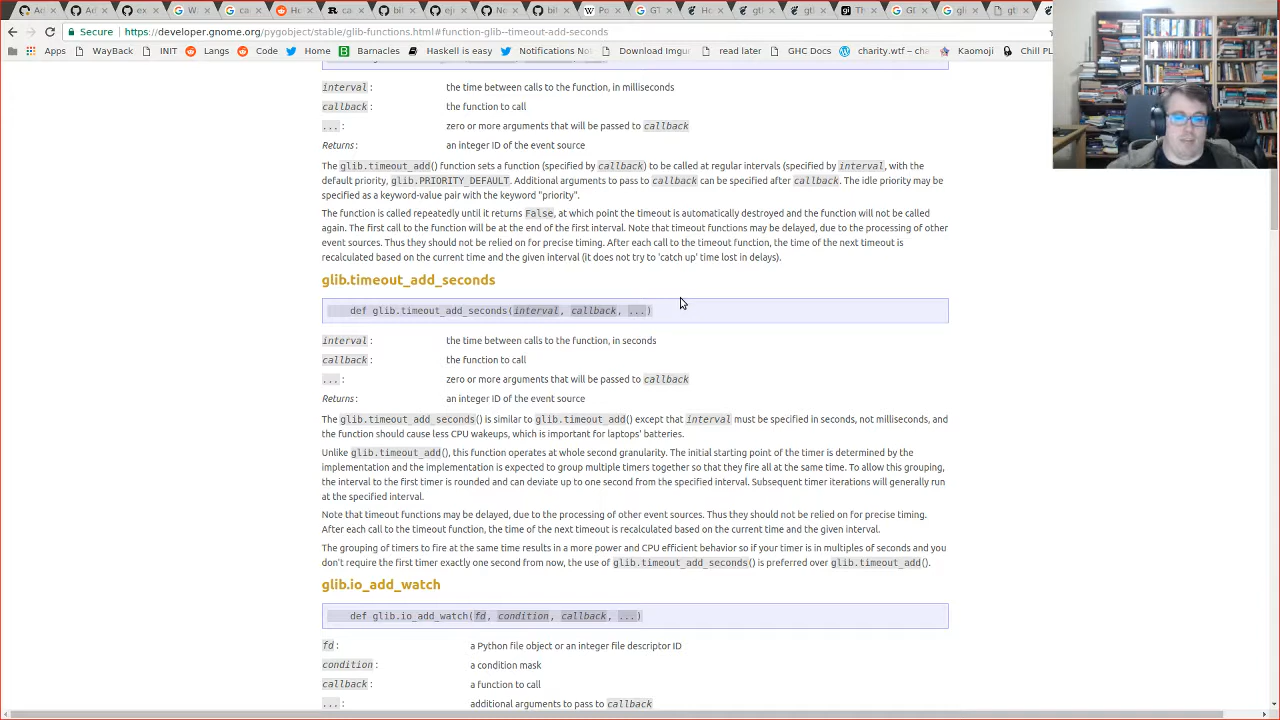 Ad
Ad
ex
W
ca
Ho
ca
bil
ej
No
bil
Po
GT
Ho
gtl
gtl
Th
GI
gli
Secure
https://developer.gnome.org/pygobject/stable/glib-functions.html#function-glib--timeout-add-seconds
Apps WayBack INIT Langs Code Home Barnacles Haskell is easy Notifications Download Imgur read later GHC Docs charity.wtf – ch Kaomoji Chill
interval: the time between calls to the function, in milliseconds
callback: the function to call
...: zero or more arguments that will be passed to callback
Returns: an integer ID of the event source
The glib.timeout_add() function sets a function (specified by callback) to be called at regular intervals (specified by interval, with the
default priority, glib.PRIORITY_DEFAULT. Additional arguments to pass to callback can be specified after callback. The idle priority may be
specified as a keyword-value pair with the keyword "priority".
The function is called repeatedly until it returns False, at which point the timeout is automatically destroyed and the function will not be called
again. The first call to the function will be at the end of the first interval. Note that timeout functions may be delayed, due to the processing of other
event sources. Thus they should not be relied on for precise timing. After each call to the timeout function, the time of the next timeout is
recalculated based on the current time and the given interval (it does not try to 'catch up' time lost in delays).
glib.timeout_add_seconds
def glib.timeout_add_seconds(interval, callback, ...)
interval: the time between calls to the function, in seconds
callback: the function to call
...: zero or more arguments that will be passed to callback
Returns: an integer ID of the event source
The glib.timeout_add_seconds() is similar to glib.timeout_add() except that interval must be specified in seconds, not milliseconds, and
the function should cause less CPU wakeups, which is important for laptops' batteries.
Unlike glib.timeout_add(), this function operates at whole second granularity. The initial starting point of the timer is determined by the
implementation and the implementation is expected to group multiple timers together so that they fire all at the same time. To allow this grouping,
the interval to the first timer is rounded and can deviate up to one second from the specified interval. Subsequent timer iterations will generally run
at the specified interval.
Note that timeout functions may be delayed, due to the processing of other event sources. Thus they should not be relied on for precise timing.
After each call to the timeout function, the time of the next timeout is recalculated based on the current time and the given interval.
The grouping of timers to fire at the same time results in a more power and CPU efficient behavior so if your timer is in multiples of seconds and you
don't require the first timer exactly one second from now, the use of glib.timeout_add_seconds() is preferred over glib.timeout_add().
glib.io_add_watch
def glib.io_add_watch(fd, condition, callback, ...)
fd: a Python file object or an integer file descriptor ID
condition: a condition mask
callback: a function to call
...: additional arguments to pass to callback